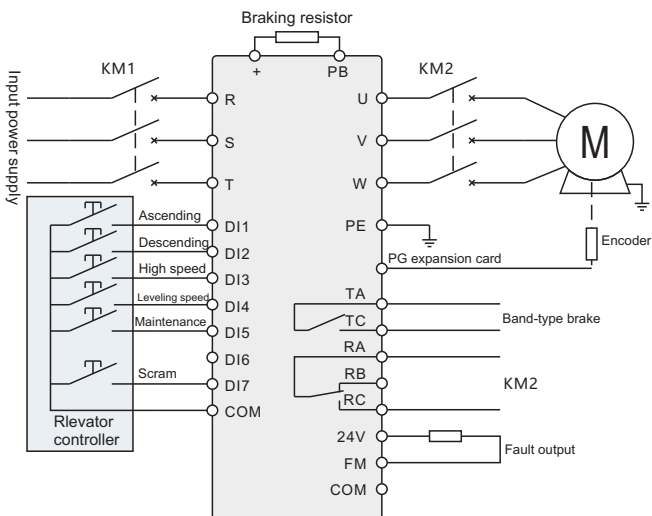 Braking resistor
KM1
+
PB
KM2
Input power supply
R
U
S
V
M
T
W
Ascending
DI1
PE
Descending
DI2
Encoder
High speed
DI3
PG expansion card
Leveling speed
DI4
TA
Maintenance
DI5
TC
Band-type brake
DI6
RA
Scram
DI7
RB
KM2
COM
RC
Rlevator
controller
24V
Fault output
FM
COM